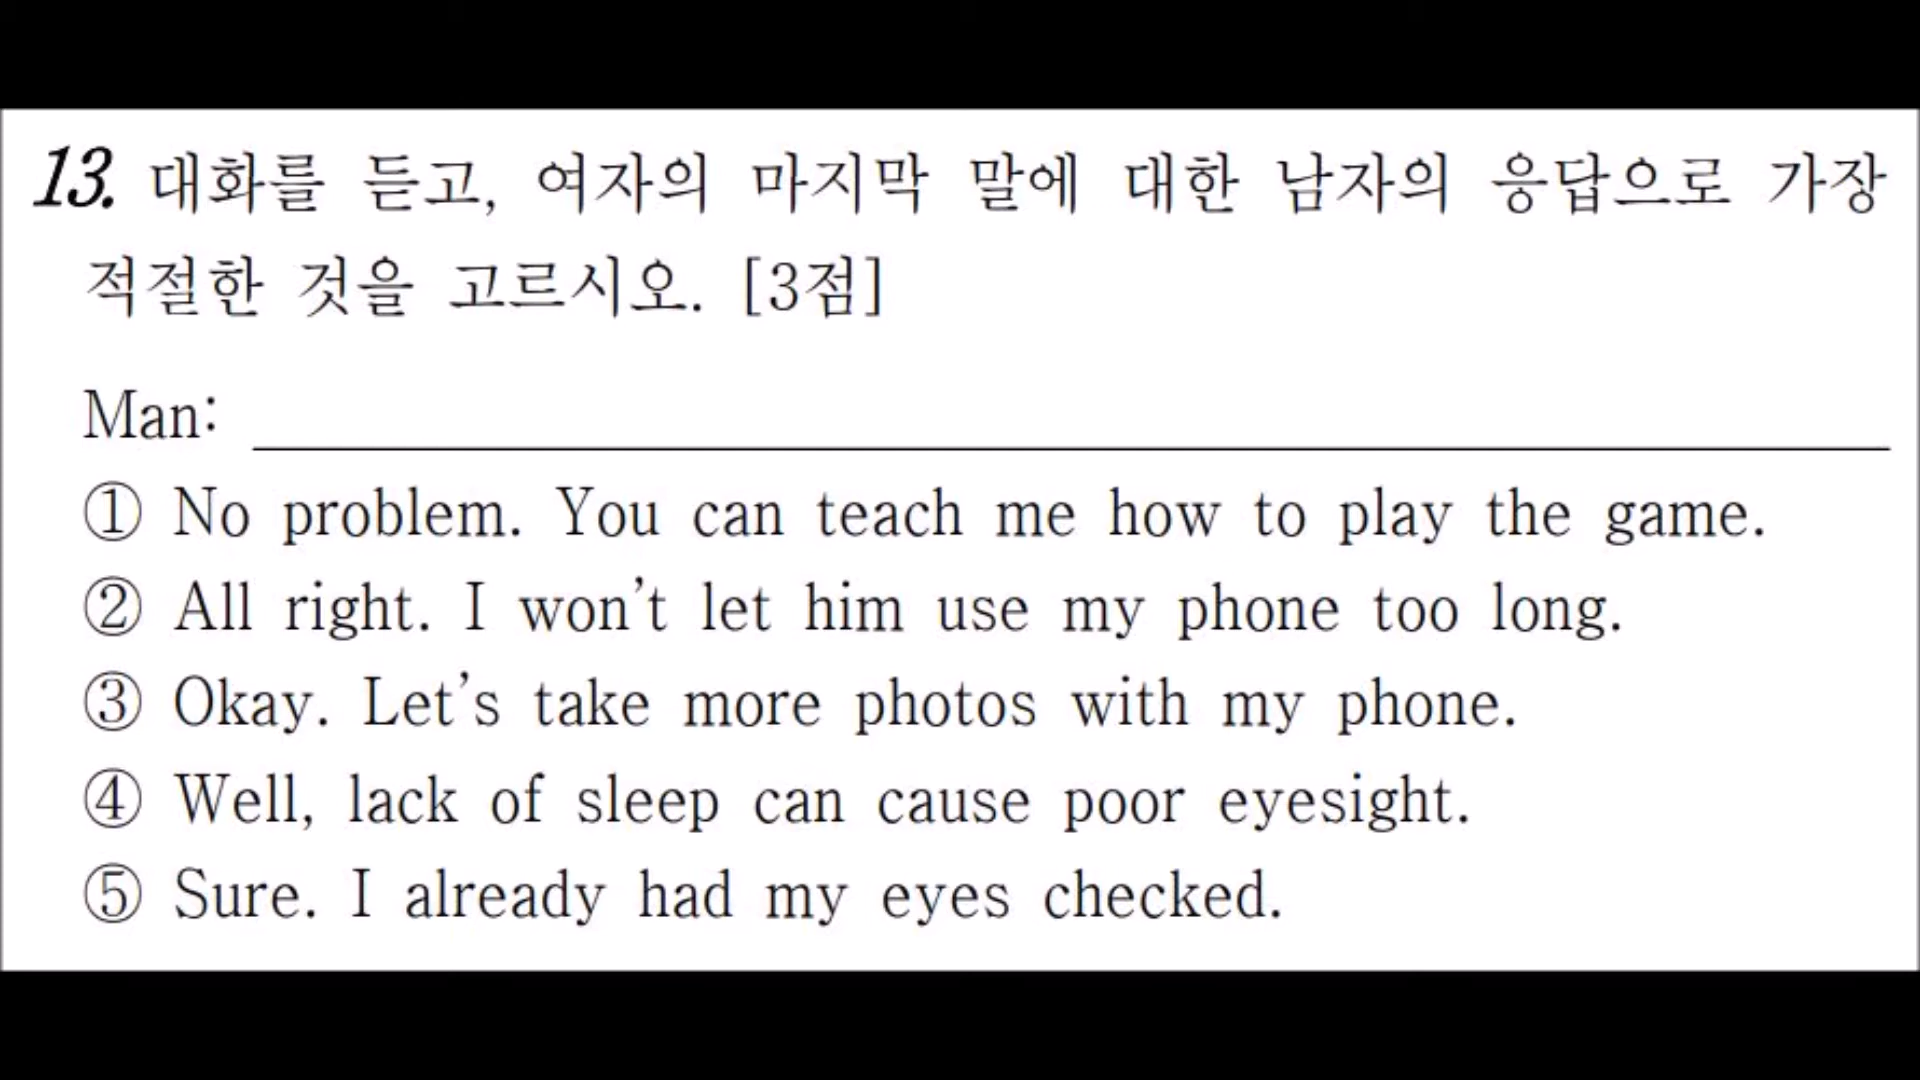 13. 대화를 듣고, 여자의 마지막 말에 대한 남자의 응답으로 가장
적절한 것을 고르시오. [3점]
Man:
① No problem. You can teach me how to play the game.
② All right. I won't let him use my phone too long.
③ Okay. Let's take more photos with my phone.
④ Well, lack of sleep can cause poor eyesight.
⑤ Sure. I already had my eyes checked.